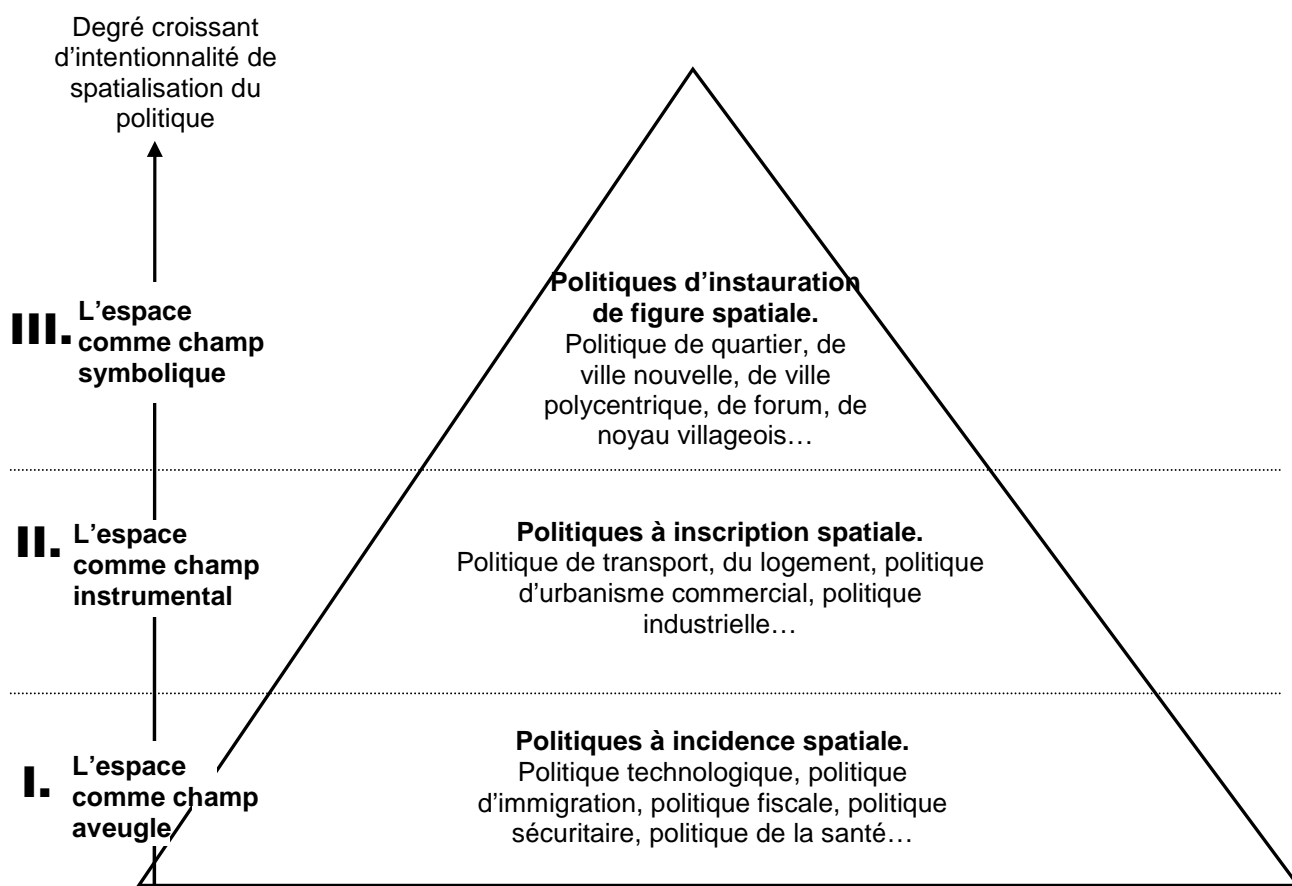 Degré croissant
d’intentionnalité de
spatialisation du
politique
III. L’espace
comme champ
symbolique
Politiques d’instauration
de figure spatiale.
Politique de quartier, de
ville nouvelle, de ville
polycentrique, de forum, de
noyau villageois…
II. L’espace
comme champ
instrumental
Politiques à inscription spatiale.
Politique de transport, du logement, politique
d’urbanisme commercial, politique
industrielle…
I. L’espace
comme champ
aveugle
Politiques à incidence spatiale.
Politique technologique, politique
d’immigration, politique fiscale, politique
sécuritaire, politique de la santé…